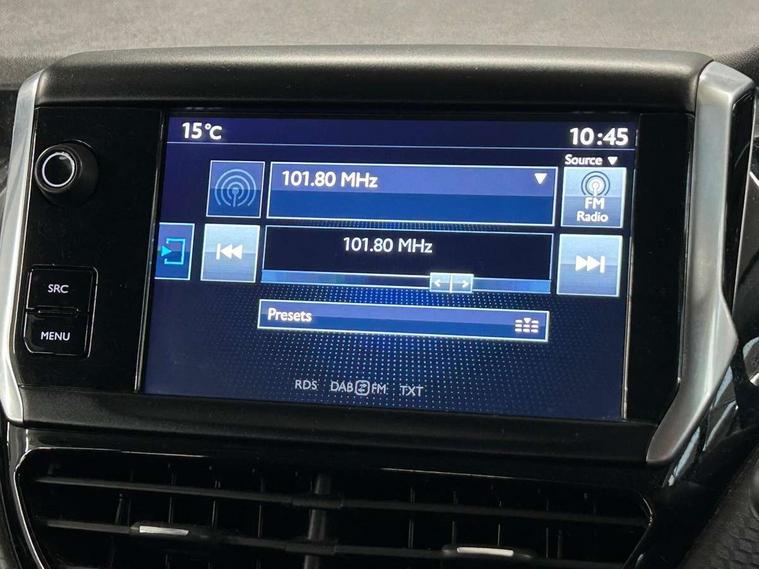 15°C
10:45
Source
101.80 MHz
FM
Radio
101.80 MHz
SRC
Presets
MENU
RDS DAB FM TXT